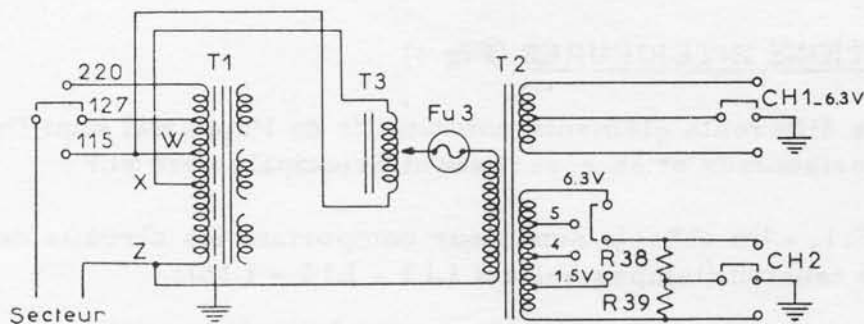 T1
T3
T2
220
127
115
W
X
Z
Fu.3
CH1_6.3V
6.3V
5
4
1.5V
R38
R39
CH2
Secteur